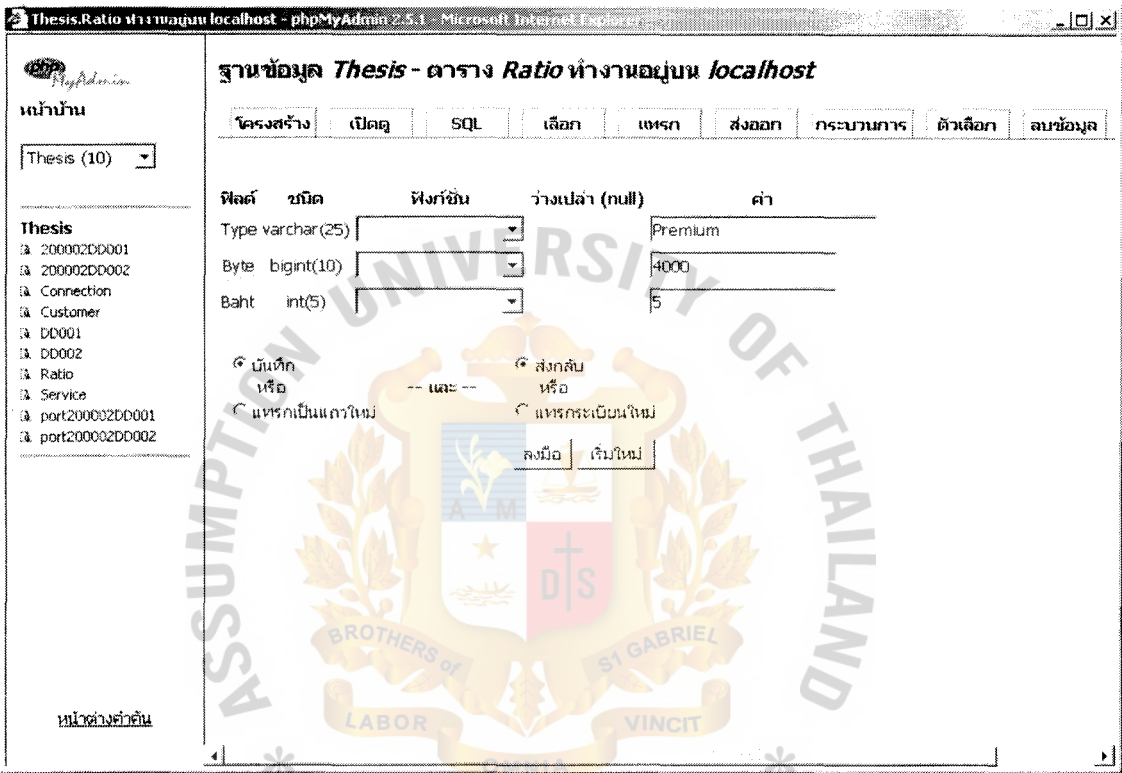 Thesis.Ratio ทำงานอยู่บน localhost - phpMyAdmin 2.5.1 - Microsoft Internet Explorer
php
MyAdmin
หน้าบ้าน
Thesis (10)
Thesis
200002DD001
200002DD002
Connection
Customer
DD001
DD002
Ratio
Service
port200002DD001
port200002DD002
หน้าต่างคำค้น
ฐานข้อมูล Thesis - ตาราง Ratio ทำงานอยู่บน localhost
โครงสร้าง เปิดดู SQL เลือก แทรก ส่งออก กระบวนการ ตัวเลือก ลบข้อมูล
ฟิลด์ ชนิด ฟังก์ชั่น ว่างเปล่า (null) ค่า
Type varchar(25) Premium
Byte bigint(10) 4000
Baht int(5) 5
บันทึก ส่งกลับ
หรือ -- และ -- หรือ
แทรกเป็นแถวใหม่ แทรกระเบียนใหม่
ลงมือ เริ่มใหม่
ASSUMPTION UNIVERSITY OF THAILAND
A M
D S
BROTHERS OF ST GABRIEL
LABOR VINCIT
OMNIA